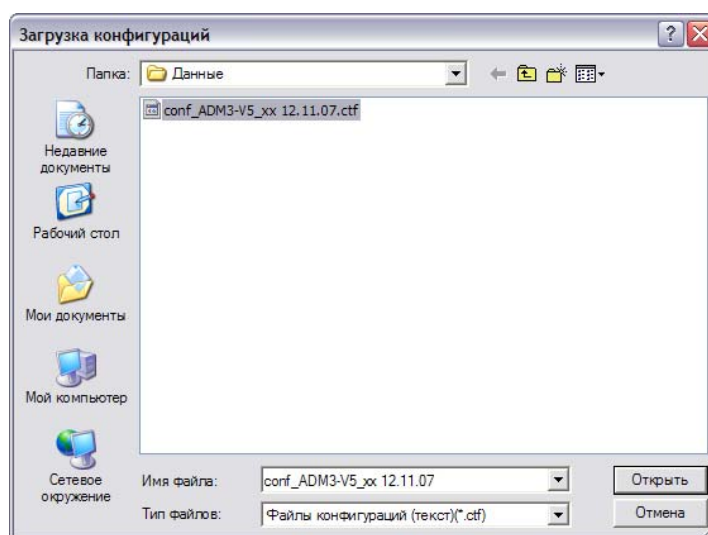 Загрузка конфигураций
Папка: Данные
conf_ADM3-V5_xx 12.11.07.ctf
Недавние
документы
Рабочий стол
Мои документы
Мой компьютер
Сетевое
окружение
Имя файла: conf_ADM3-V5_xx 12.11.07 Открыть
Тип файлов: Файлы конфигураций (текст)(*.ctf) Отмена